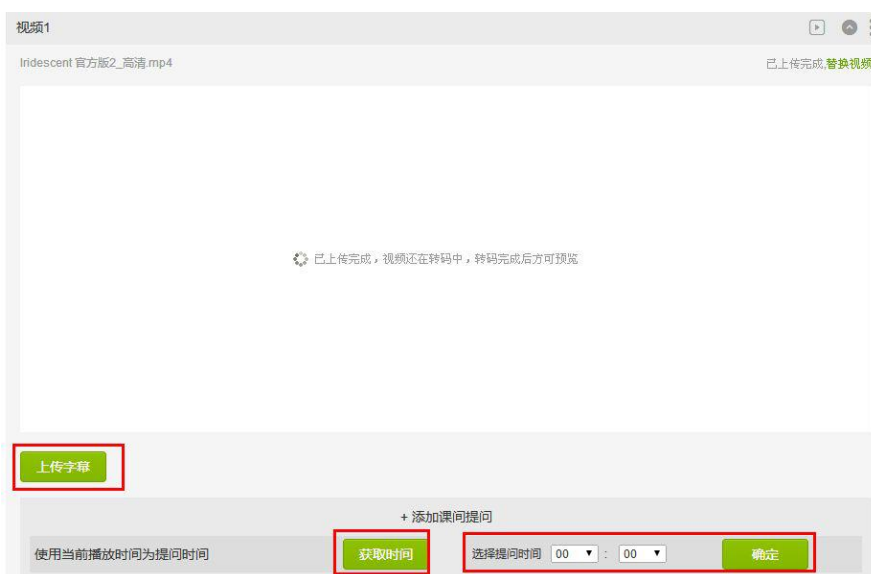 视频1
Iridescent 官方版2_高清.mp4 已上传完成,替换视频
已上传完成，视频还在转码中，转码完成后方可预览
上传字幕
+ 添加课间提问
使用当前播放时间为提问时间 获取时间 选择提问时间 00 : 00 确定